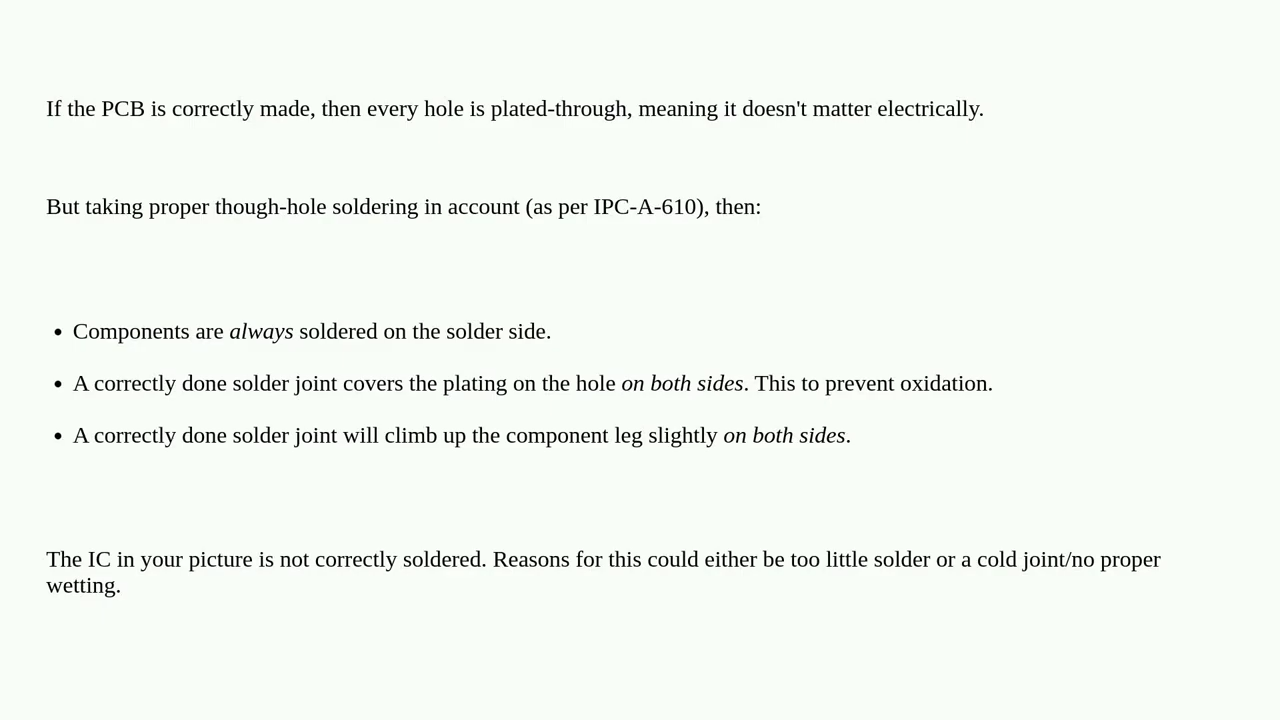 If the PCB is correctly made, then every hole is plated-through, meaning it doesn't matter electrically.
But taking proper though-hole soldering in account (as per IPC-A-610), then:
• Components are always soldered on the solder side.
• A correctly done solder joint covers the plating on the hole on both sides. This to prevent oxidation.
• A correctly done solder joint will climb up the component leg slightly on both sides.
The IC in your picture is not correctly soldered. Reasons for this could either be too little solder or a cold joint/no proper
wetting.